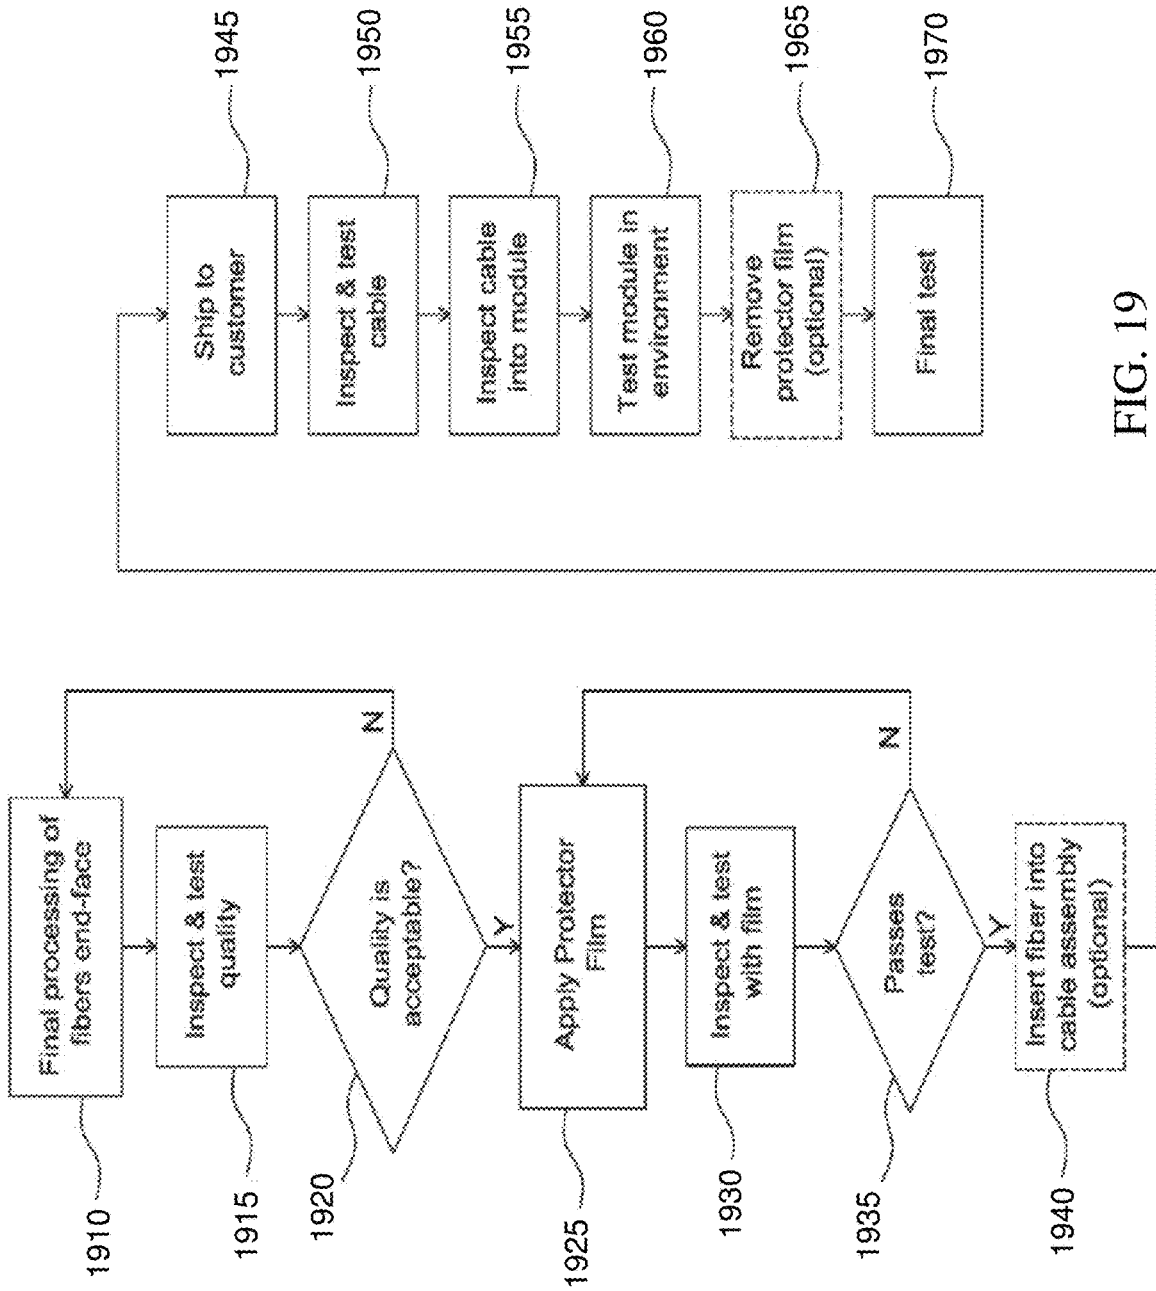 1910
Final processing of
fibers end-face
1915
Inspect & test
quality
1920
Quality is
acceptable?
N
Y
1925
Apply Protector
Film
1930
Inspect & test
with film
1935
Passes
test?
N
Y
1940
Insert fiber into
cable assembly
(optional)
Ship to
customer
1945
Inspect & test
cable
1950
Inspect cable
into module
1955
Test module in
environment
1960
Remove
protector film
(optional)
1965
Final test
1970
FIG. 19